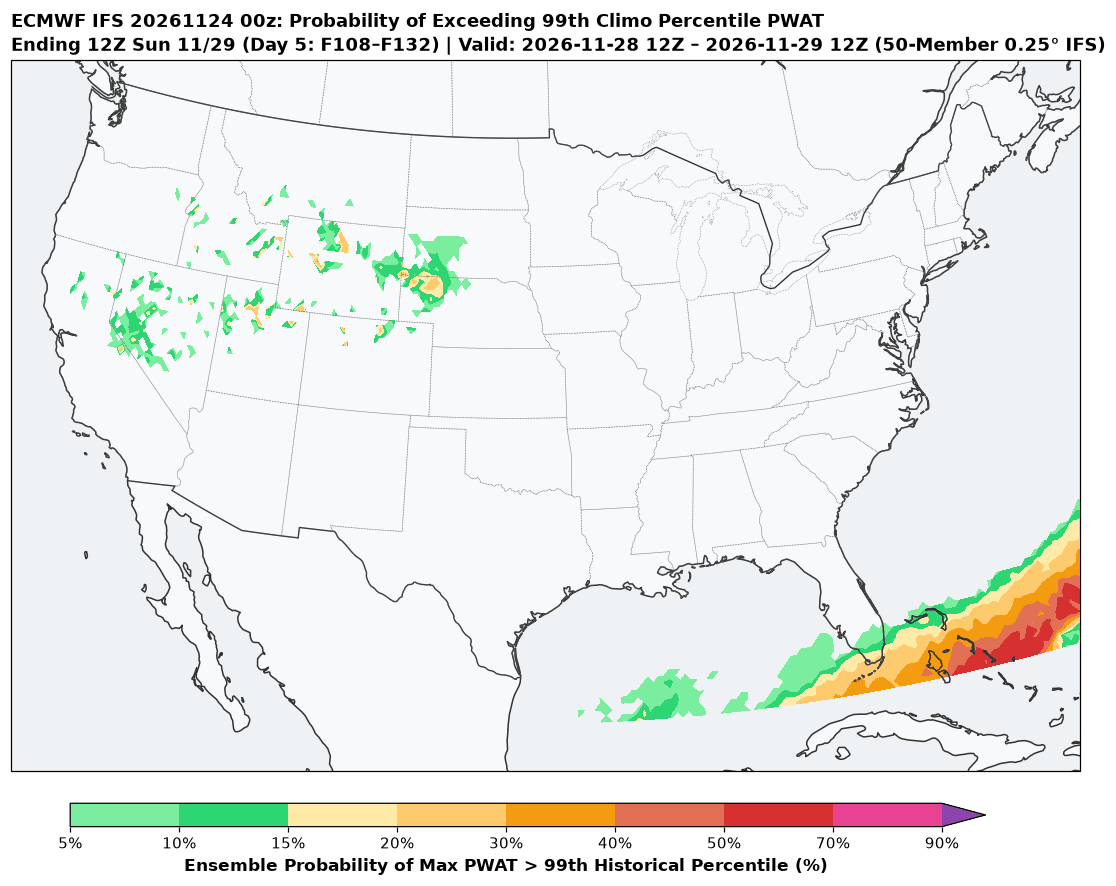 ECMWF IFS 20261124 00z: Probability of Exceeding 99th Climo Percentile PWAT
Ending 12Z Sun 11/29 (Day 5: F108–F132) | Valid: 2026-11-28 12Z – 2026-11-29 12Z (50-Member 0.25° IFS)
5% 10% 15% 20% 30% 40% 50% 70% 90%
Ensemble Probability of Max PWAT > 99th Historical Percentile (%)